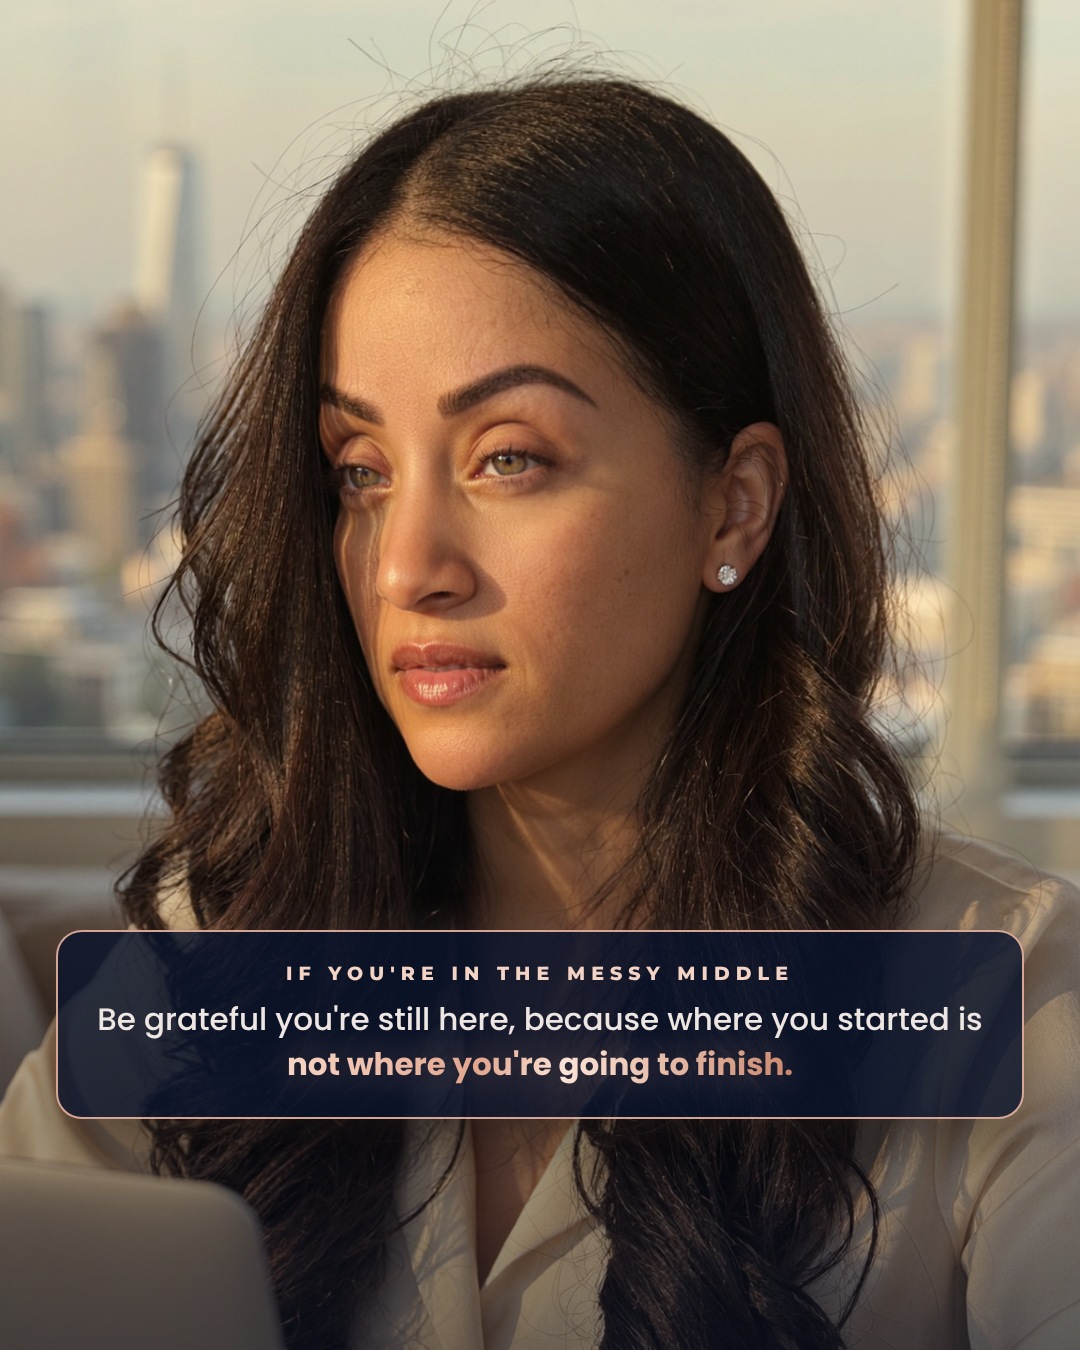 IF YOU'RE IN THE MESSY MIDDLE
Be grateful you're still here, because where you started is
not where you're going to finish.